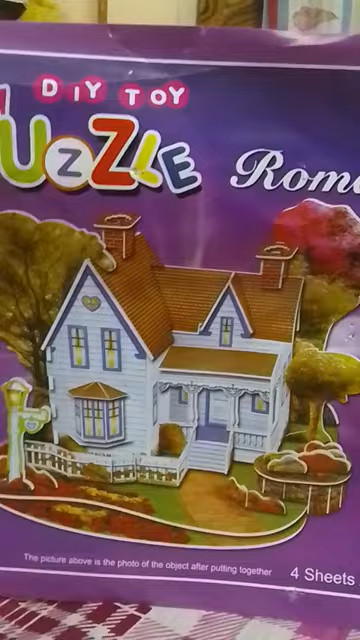 DIY TOY
UZZLE
Rom
The picture above is the photo of the object after putting together
4 Sheets